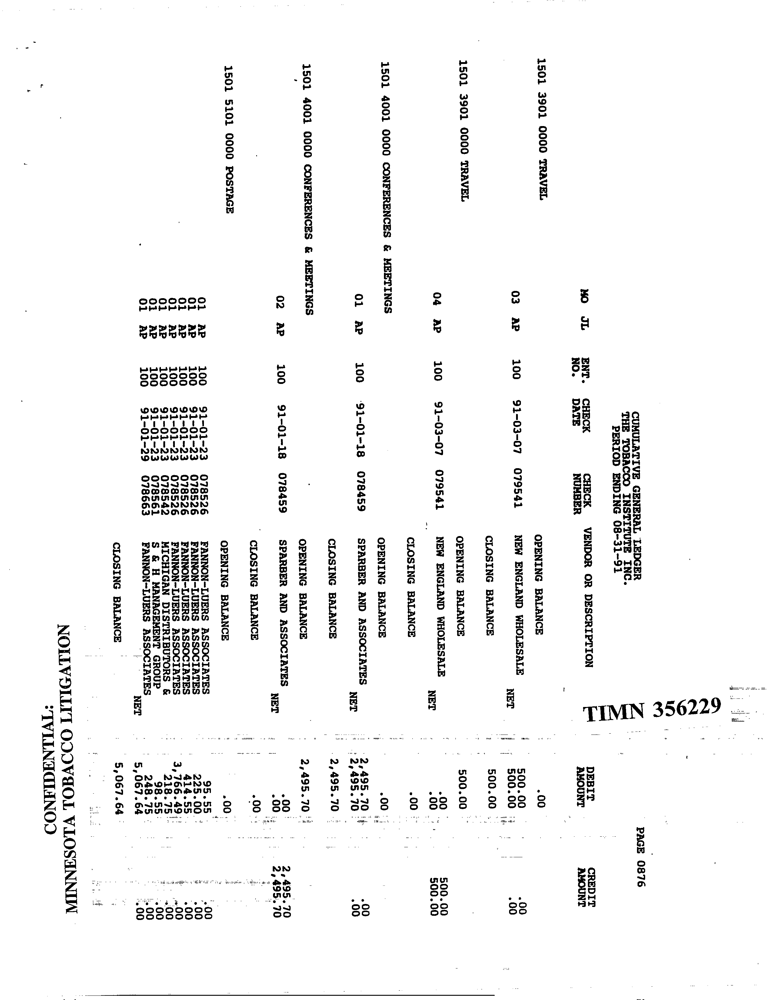 CUMULATIVE GENERAL LEDGER
THE TOBACCO INSTITUTE INC.
PERIOD ENDING 08-31-91
PAGE 0876
TIMN 356229
MO JL ENT. NO. CHECK DATE CHECK NUMBER VENDOR OR DESCRIPTION DEBIT AMOUNT CREDIT AMOUNT
1501 3901 0000 TRAVEL OPENING BALANCE .00
03 AP 100 91-03-07 079541 NEW ENGLAND WHOLESALE 500.00 .00
NET 500.00 .00
CLOSING BALANCE 500.00
1501 3901 0000 TRAVEL OPENING BALANCE 500.00
04 AP 100 91-03-07 079541 NEW ENGLAND WHOLESALE .00 500.00
NET .00 500.00
CLOSING BALANCE .00
1501 4001 0000 CONFERENCES & MEETINGS OPENING BALANCE .00
01 AP 100 91-01-18 078459 SPARBER AND ASSOCIATES 2,495.70 .00
NET 2,495.70 .00
CLOSING BALANCE 2,495.70
1501 4001 0000 CONFERENCES & MEETINGS OPENING BALANCE 2,495.70
02 AP 100 91-01-18 078459 SPARBER AND ASSOCIATES .00 2,495.70
NET .00 2,495.70
CLOSING BALANCE .00
1501 5101 0000 POSTAGE OPENING BALANCE .00
01 AP 100 91-01-23 078526 FANNON-LUERS ASSOCIATES 95.55 .00
01 AP 100 91-01-23 078526 FANNON-LUERS ASSOCIATES 225.00 .00
01 AP 100 91-01-23 078526 FANNON-LUERS ASSOCIATES 414.55 .00
01 AP 100 91-01-23 078526 FANNON-LUERS ASSOCIATES 3,766.49 .00
01 AP 100 91-01-23 078542 MICHIGAN DISTRIBUTORS & 218.75 .00
01 AP 100 91-01-23 078561 S & H MANAGEMENT GROUP 98.55 .00
01 AP 100 91-01-29 078663 FANNON-LUERS ASSOCIATES 248.75 .00
NET 5,067.64 .00
CLOSING BALANCE 5,067.64
CONFIDENTIAL:
MINNESOTA TOBACCO LITIGATION